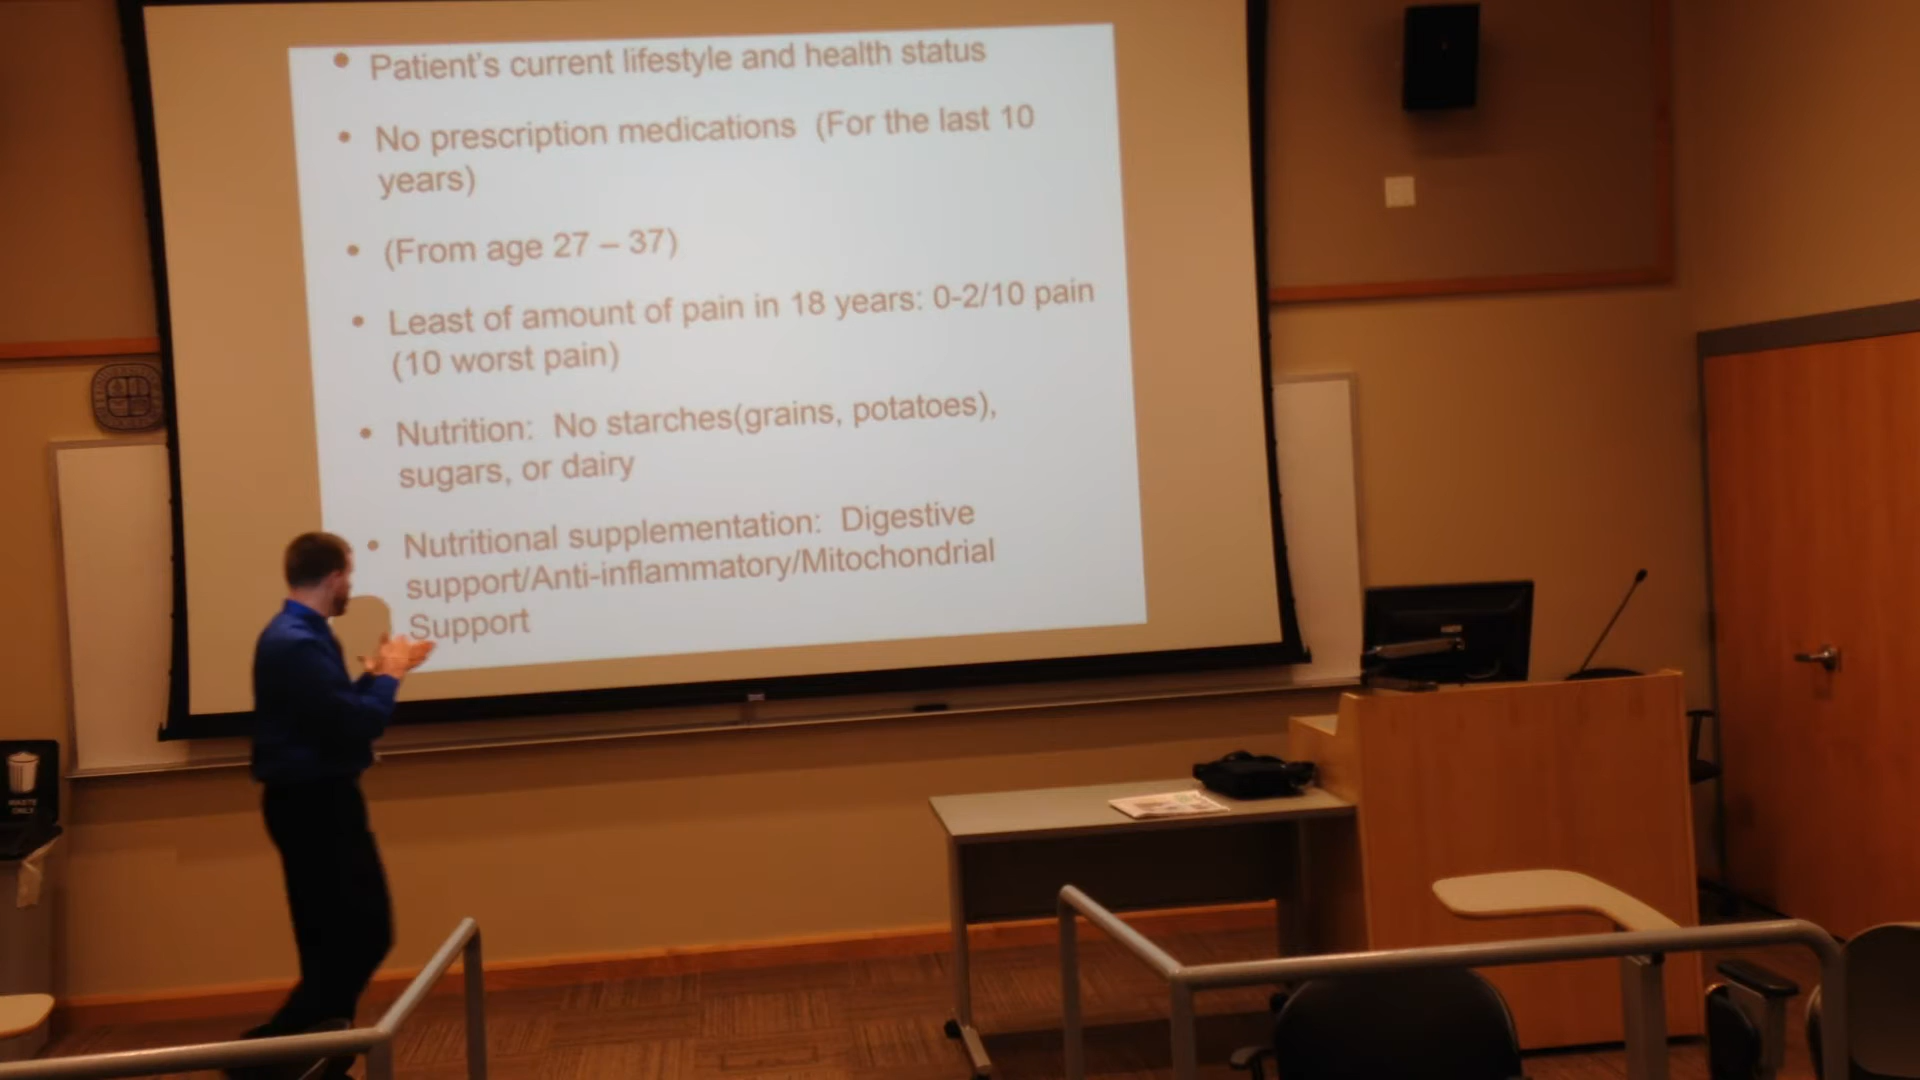 • Patient's current lifestyle and health status
• No prescription medications (For the last 10
years)
• (From age 27 – 37)
• Least of amount of pain in 18 years: 0-2/10 pain
(10 worst pain)
• Nutrition: No starches(grains, potatoes),
sugars, or dairy
• Nutritional supplementation: Digestive
support/Anti-inflammatory/Mitochondrial
Support
WASTE
ONLY